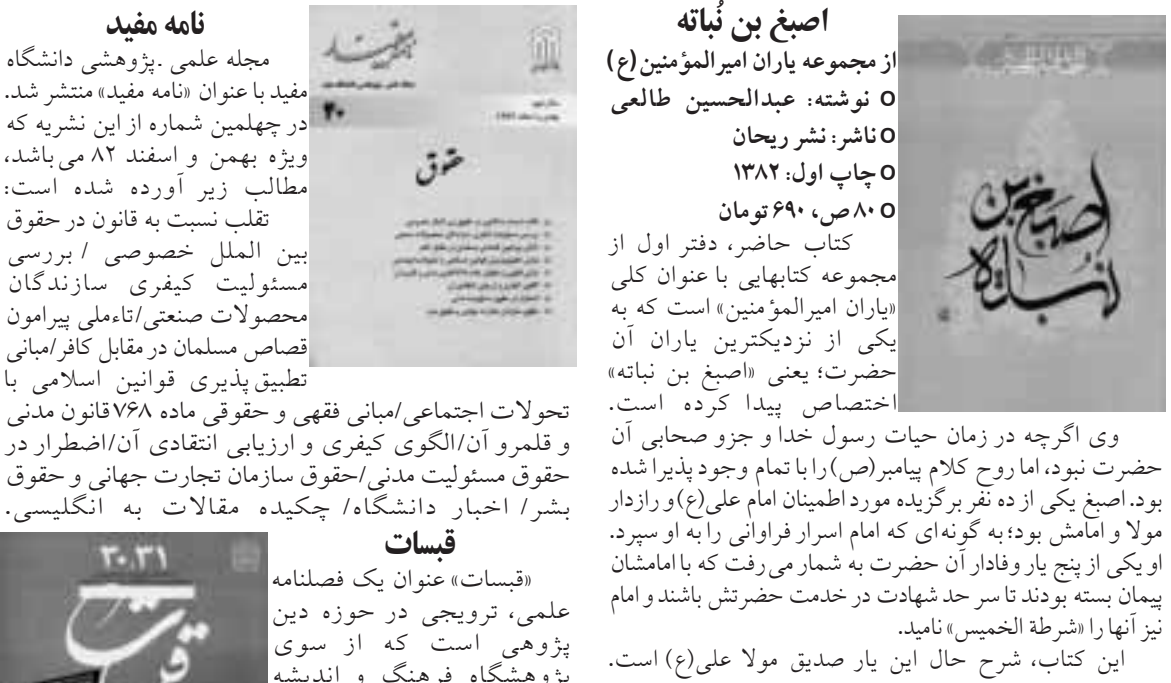 اصبغ بن نُباته
از مجموعه یاران امیرالمؤمنین(ع)
o نوشته: عبدالحسین طالعی
o ناشر: نشر ریحان
o چاپ اول: ۱۳۸۲
o ۸۰ ص، ۶۹۰ تومان
کتاب حاضر، دفتر اول از
مجموعه کتابهایی با عنوان کلی
«یاران امیرالمؤمنین» است که به
یکی از نزدیکترین یاران آن
حضرت؛ یعنی «اصبغ بن نباته»
اختصاص پیدا کرده است.
وی اگرچه در زمان حیات رسول خدا و جزو صحابی آن
حضرت نبود، اما روح کلام پیامبر(ص) را با تمام وجود پذیرا شده
بود. اصبغ یکی از ده نفر برگزیده مورد اطمینان امام علی(ع) و رازدار
مولا و امامش بود؛ به گونه‌ای که امام اسرار فراوانی را به او سپرد.
او یکی از پنج یار وفادار آن حضرت به شمار می‌رفت که با امامشان
پیمان بسته بودند تا سر حد شهادت در خدمت حضرتش باشند و امام
نیز آنها را «شرطة الخمیس» نامید.
این کتاب، شرح حال این یار صدیق مولا علی(ع) است.
اصبغ بن
نباته
نامه مفید
مجله علمی ـ پژوهشی دانشگاه
مفید با عنوان «نامه مفید» منتشر شد.
در چهلمین شماره از این نشریه که
ویژه بهمن و اسفند ۸۲ می‌باشد،
مطالب زیر آورده شده است:
تقلب نسبت به قانون در حقوق
بین الملل خصوصی / بررسی
مسئولیت کیفری سازندگان
محصولات صنعتی/تاءملی پیرامون
قصاص مسلمان در مقابل کافر/مبانی
تطبیق پذیری قوانین اسلامی با
تحولات اجتماعی/مبانی فقهی و حقوقی ماده ۷۶۸ قانون مدنی
و قلمرو آن/الگوی کیفری و ارزیابی انتقادی آن/اضطرار در
حقوق مسئولیت مدنی/حقوق سازمان تجارت جهانی و حقوق
بشر/ اخبار دانشگاه/ چکیده مقالات به انگلیسی.
نامه مفید
۴۰
حقوق
قبسات
«قبسات» عنوان یک فصلنامه
علمی، ترویجی در حوزه دین
پژوهی است که از سوی
پژوهشگاه فرهنگ و اندیشه
۳۰،۳۱